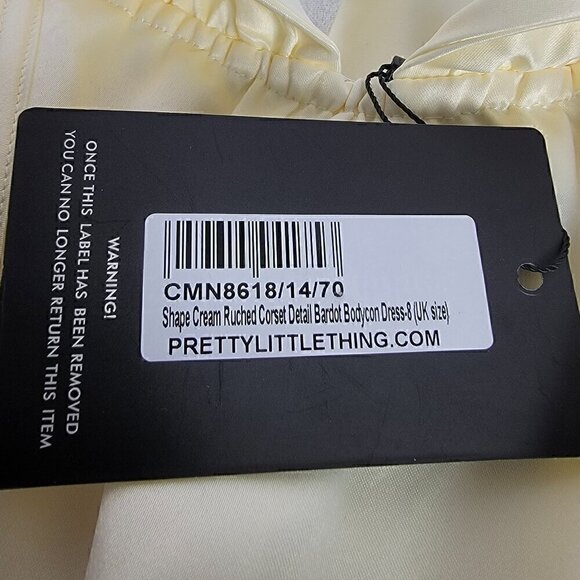 WARNING!
ONCE THIS LABEL HAS BEEN REMOVED
YOU CAN NO LONGER RETURN THIS ITEM
CMN8618/14/70
Shape Cream Ruched Corset Detail Bardot Bodycon Dress-8 (UK size)
PRETTYLITTLETHING.COM